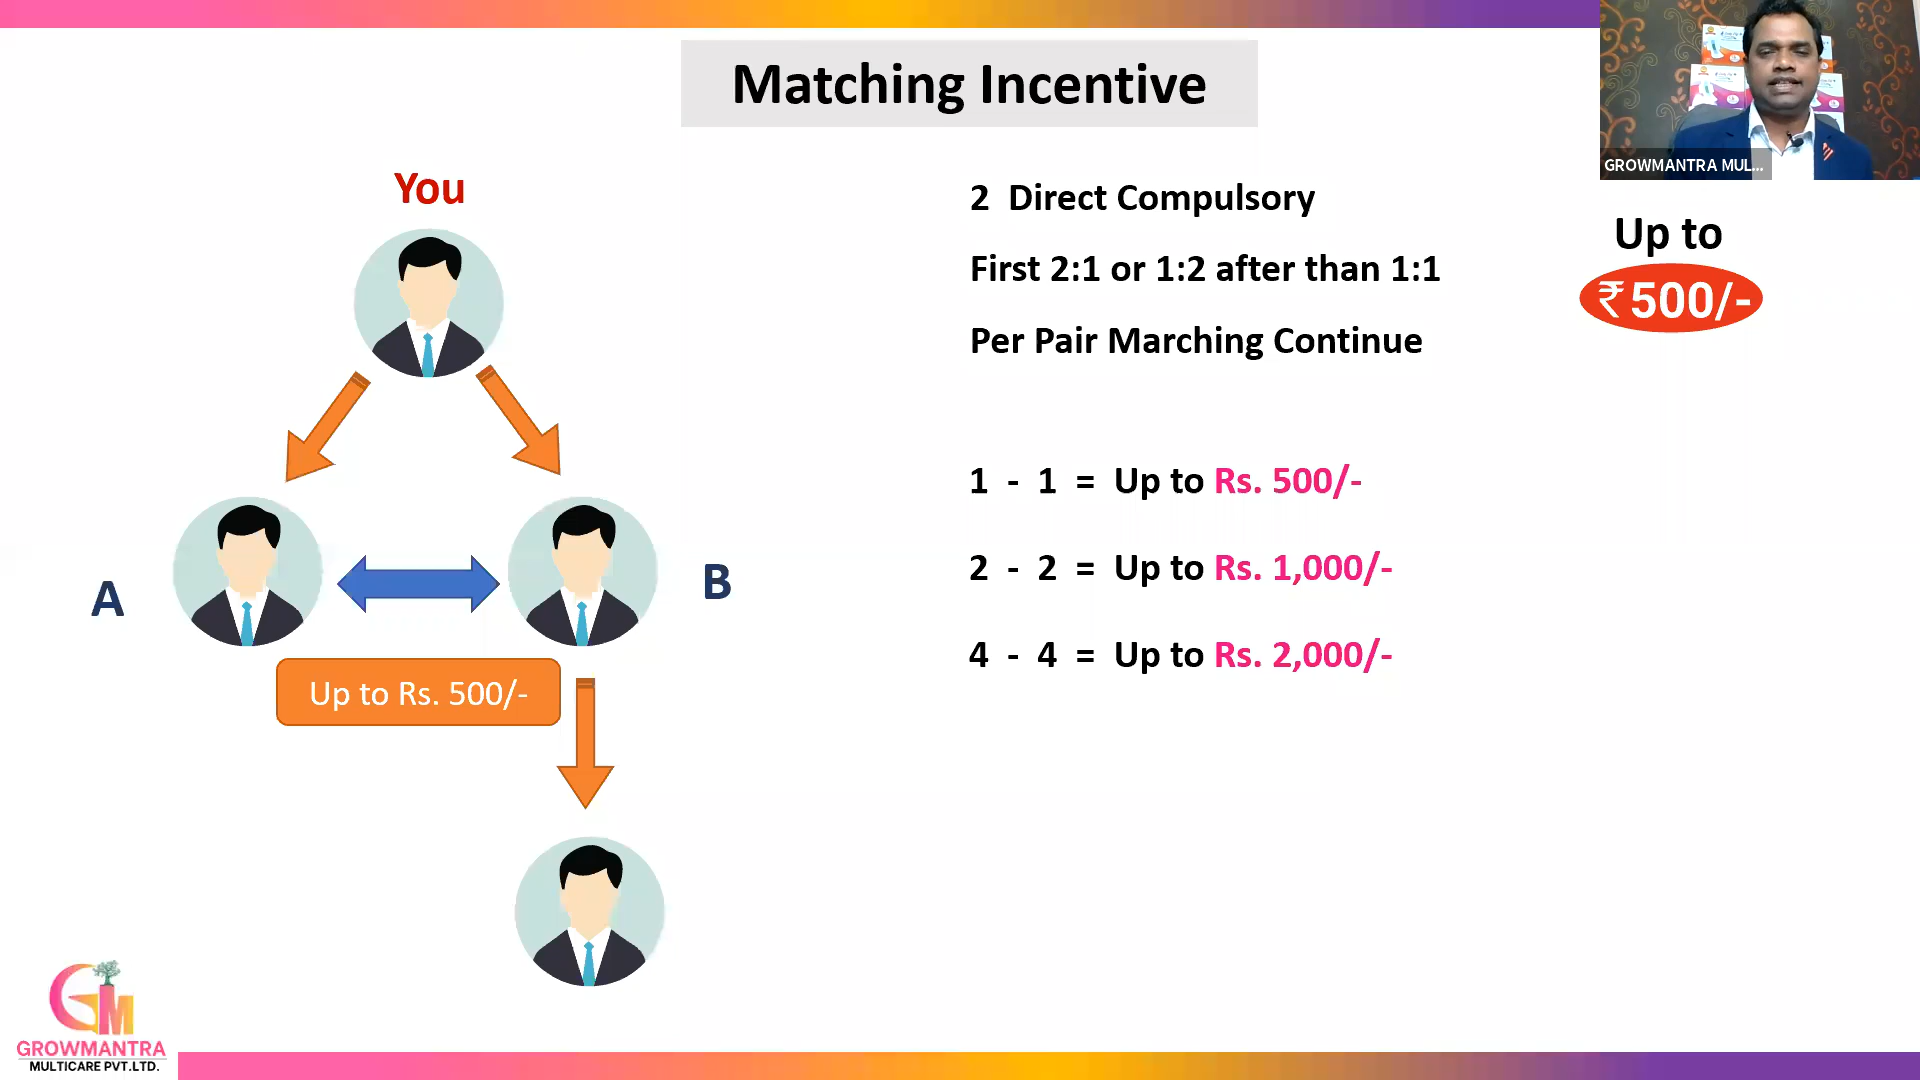 Matching Incentive
GROWMANTRA MUL...
You
2 Direct Compulsory
First 2:1 or 1:2 after than 1:1
Per Pair Marching Continue
Up to
₹500/-
A
B
Up to Rs. 500/-
1 - 1 = Up to Rs. 500/-
2 - 2 = Up to Rs. 1,000/-
4 - 4 = Up to Rs. 2,000/-
GM
GROWMANTRA
MULTICARE PVT.LTD.